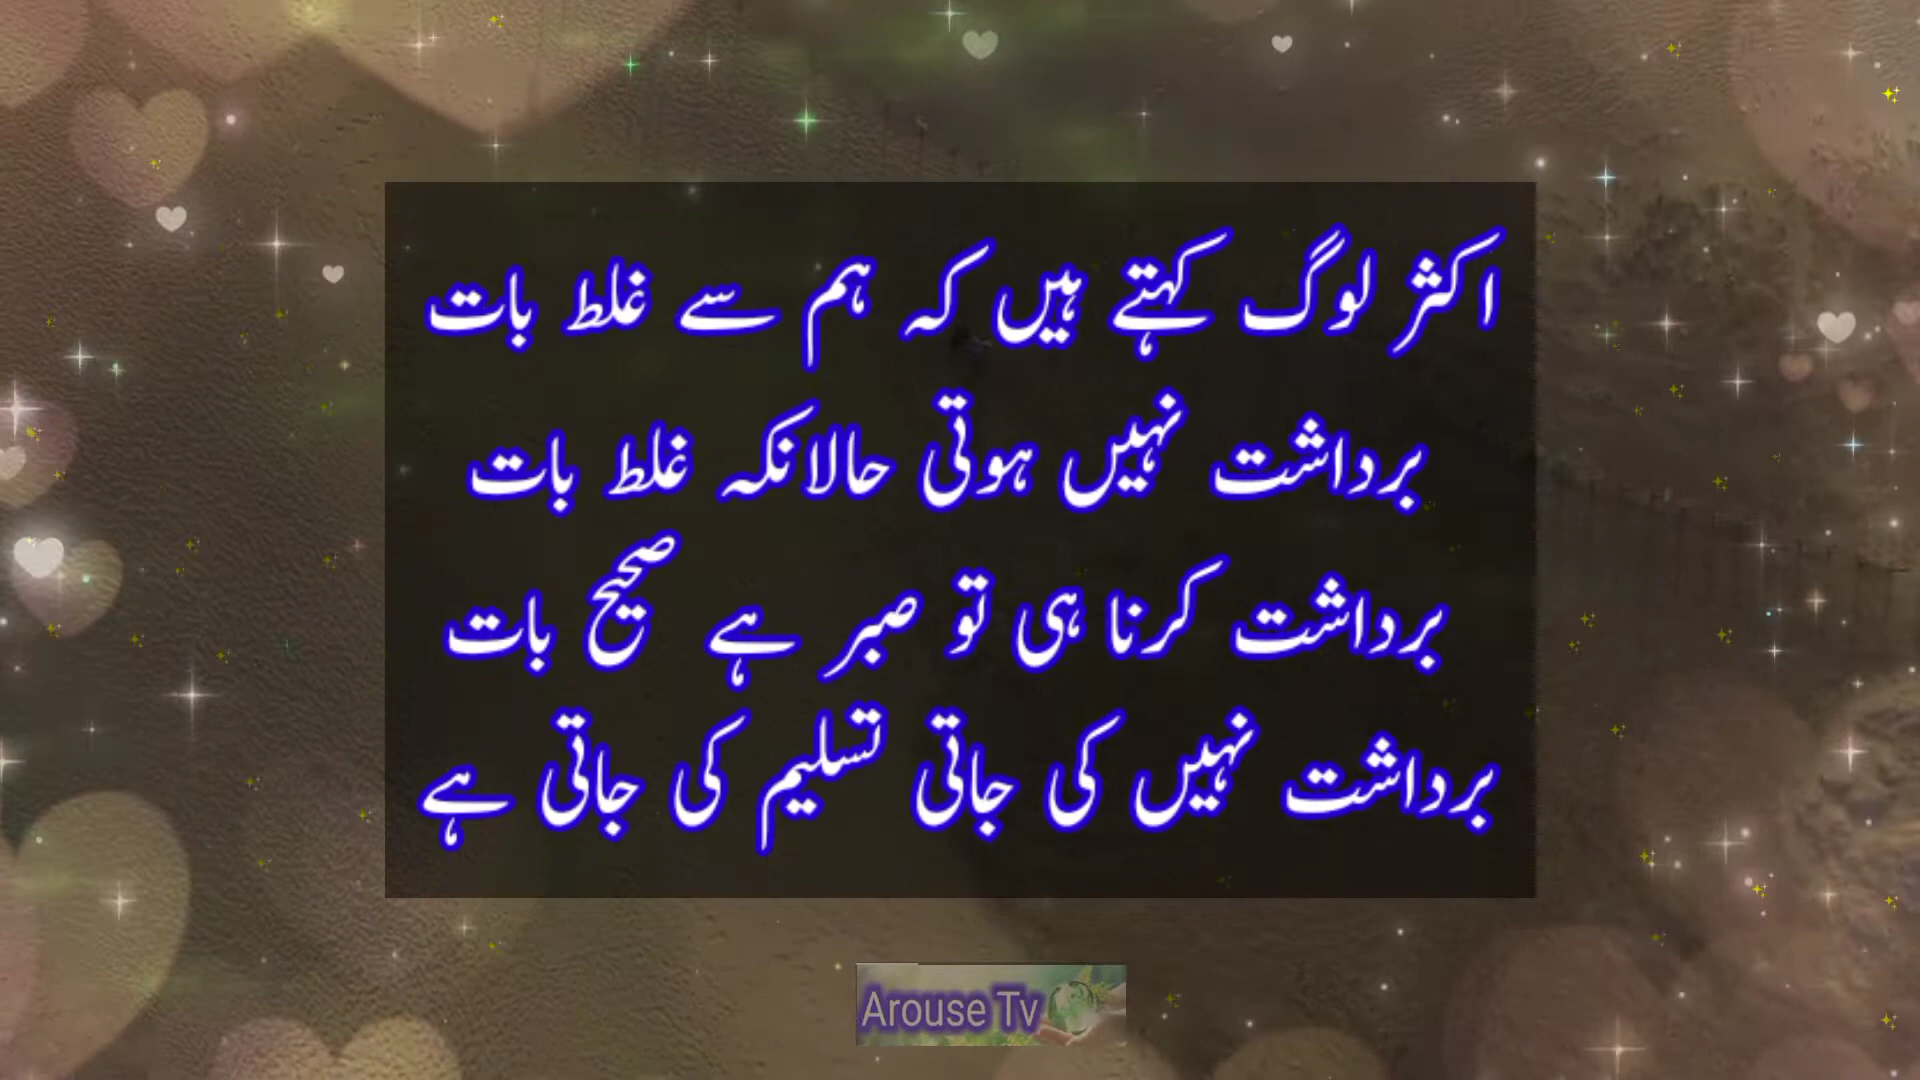 اکثر لوگ کہتے ہیں کہ ہم سے غلط بات
برداشت نہیں ہوتی حالانکہ غلط بات
برداشت کرنا ہی تو صبر ہے صحیح بات
برداشت نہیں کی جاتی تسلیم کی جاتی ہے
Arouse Tv